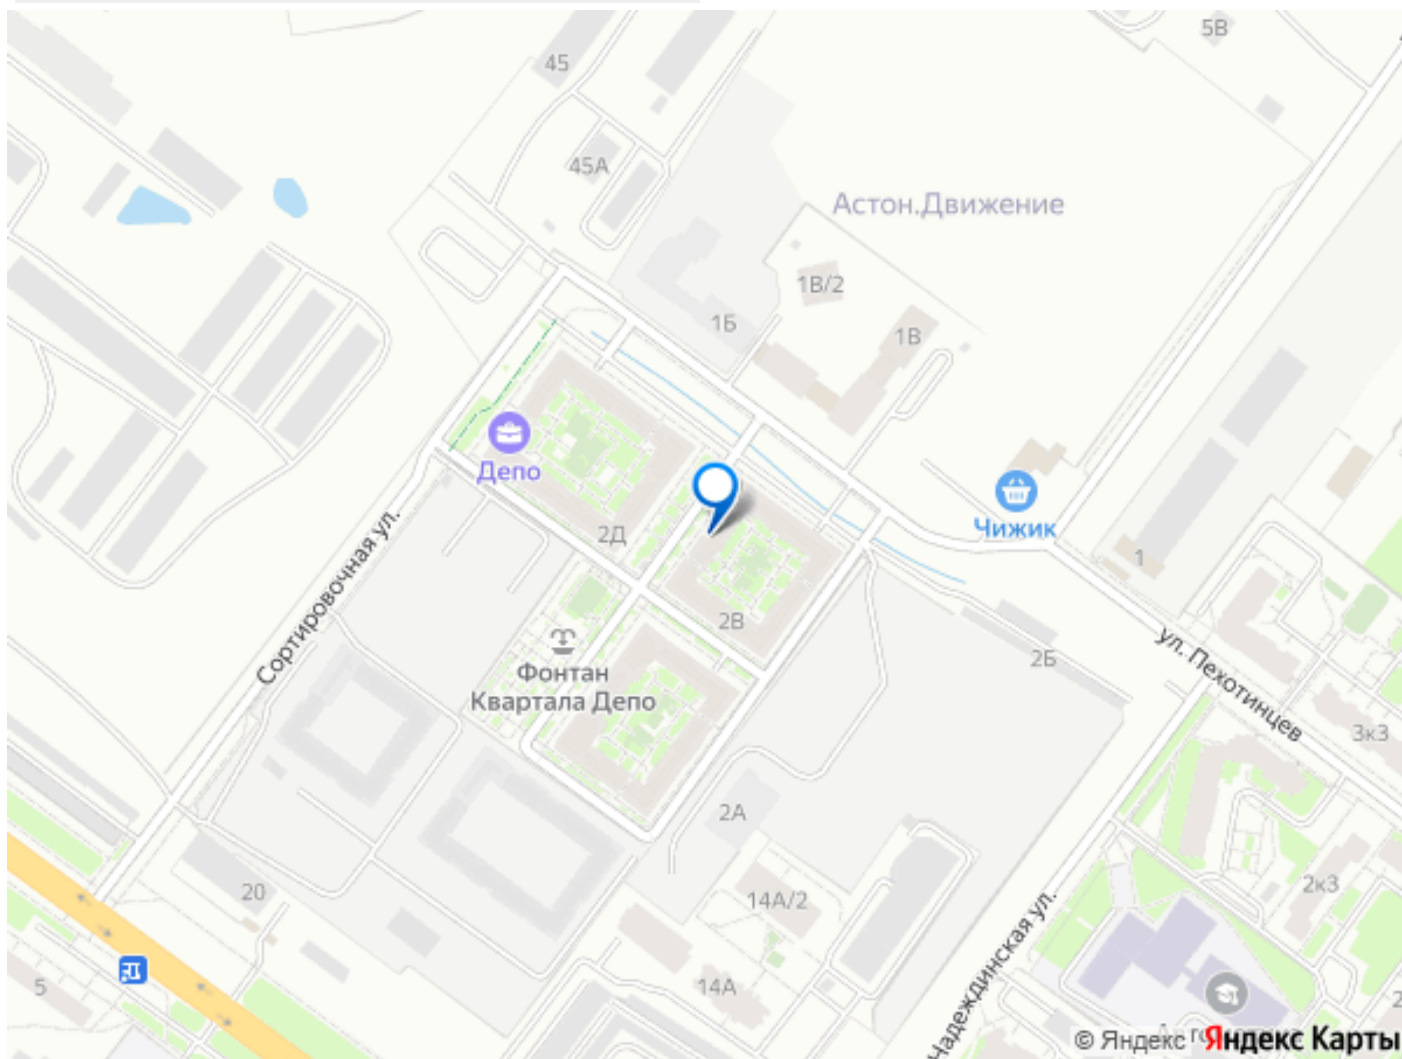 5В
45
45А
Астон.Движение
1В/2
1Б
1В
Депо
Чижик
2Д
1
Сортировочная ул.
2В
2Б
ул. Пехотинцев
Фонтан
Квартала Депо
3к3
2А
20
14А/2
2к3
Надеждинская ул.
5
14А
2
© Яндекс Яндекс Карты